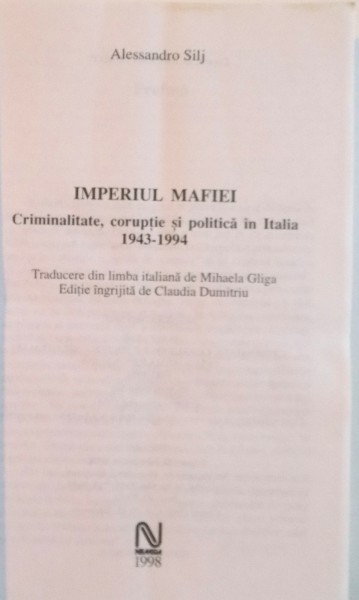 Alessandro Silj
IMPERIUL MAFIEI
Criminalitate, corupție și politică în Italia
1943-1994
Traducere din limba italiană de Mihaela Gliga
Ediție îngrijită de Claudia Dumitriu
N
NEMIRA
1998